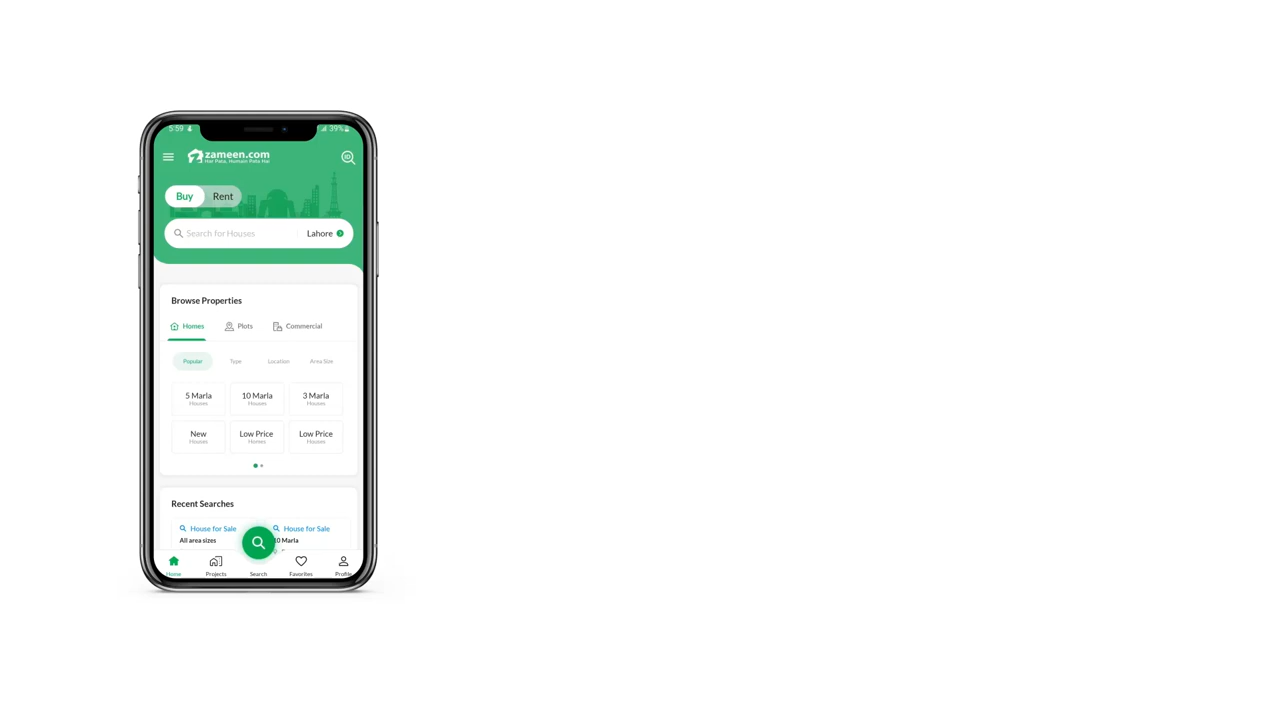 5:59 39%
zameen.com
Har Pata, Humain Pata Hai
ID
Buy Rent
Search for Houses Lahore
Browse Properties
Homes Plots Commercial
Popular Type Location Area Size
5 Marla 10 Marla 3 Marla
Houses Houses Houses
New Low Price Low Price
Houses Homes Houses
Recent Searches
House for Sale House for Sale
All area sizes 10 Marla
Home Projects Search Favorites Profile